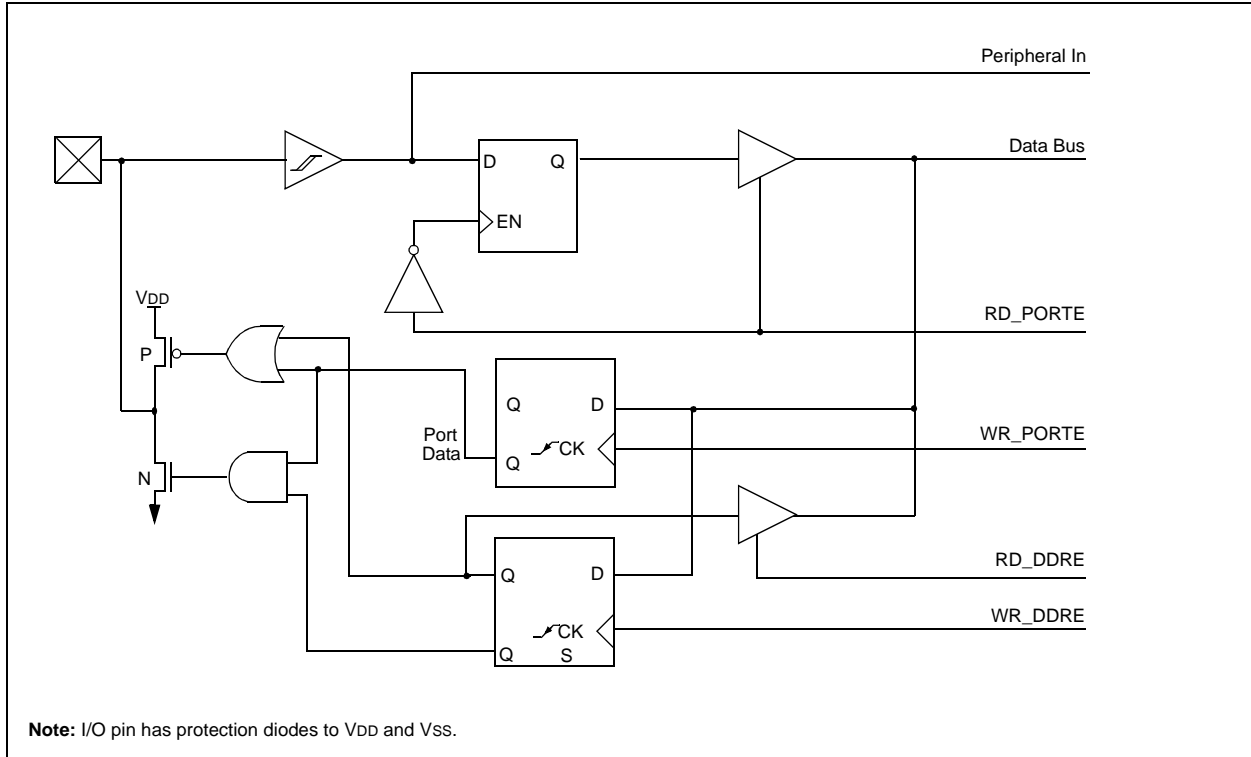 Peripheral In
D Q
Data Bus
EN
VDD
RD_PORTE
P
Q D
Port
Data
Q CK
WR_PORTE
N
RD_DDRE
Q D
WR_DDRE
CK
Q S
Note: I/O pin has protection diodes to VDD and VSS.